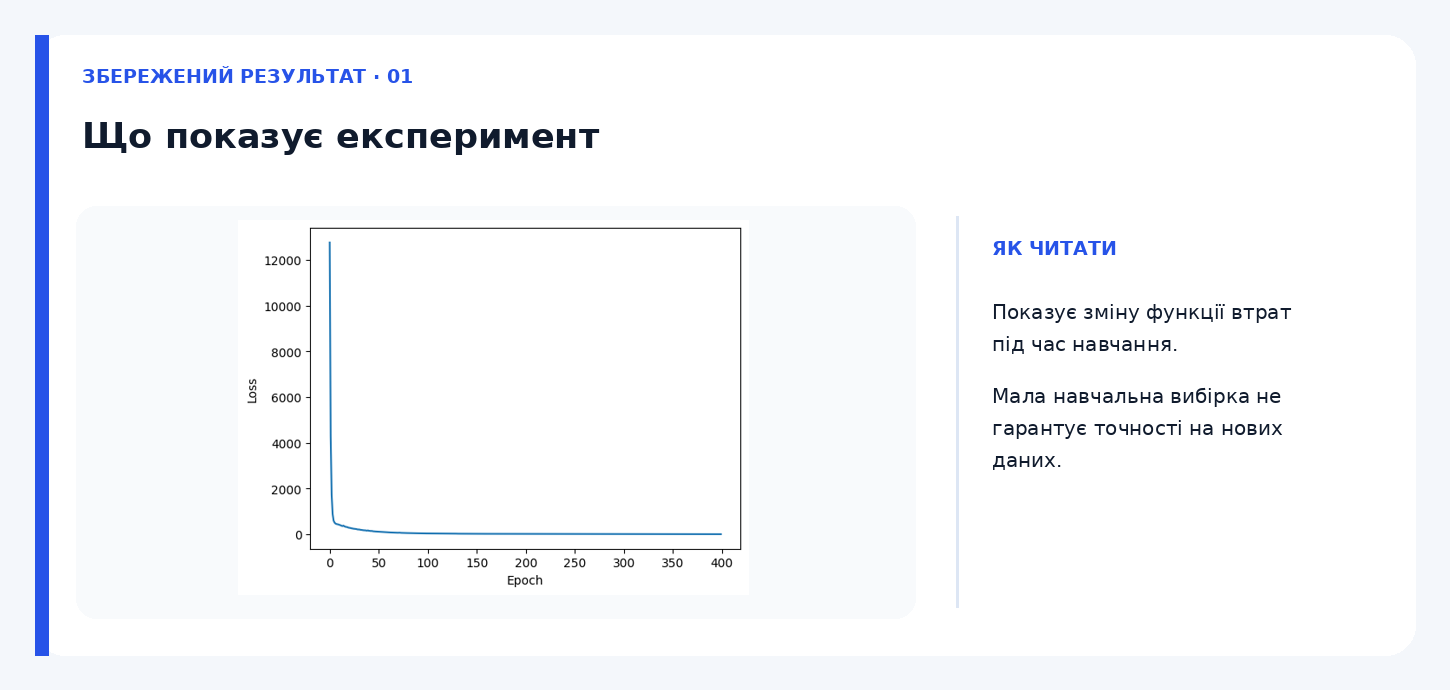 ЗБЕРЕЖЕНИЙ РЕЗУЛЬТАТ · 01
Що показує експеримент
12000
10000
8000
6000
4000
2000
0
Loss
0 50 100 150 200 250 300 350 400
Epoch
ЯК ЧИТАТИ
Показує зміну функції втрат
під час навчання.
Мала навчальна вибірка не
гарантує точності на нових
даних.